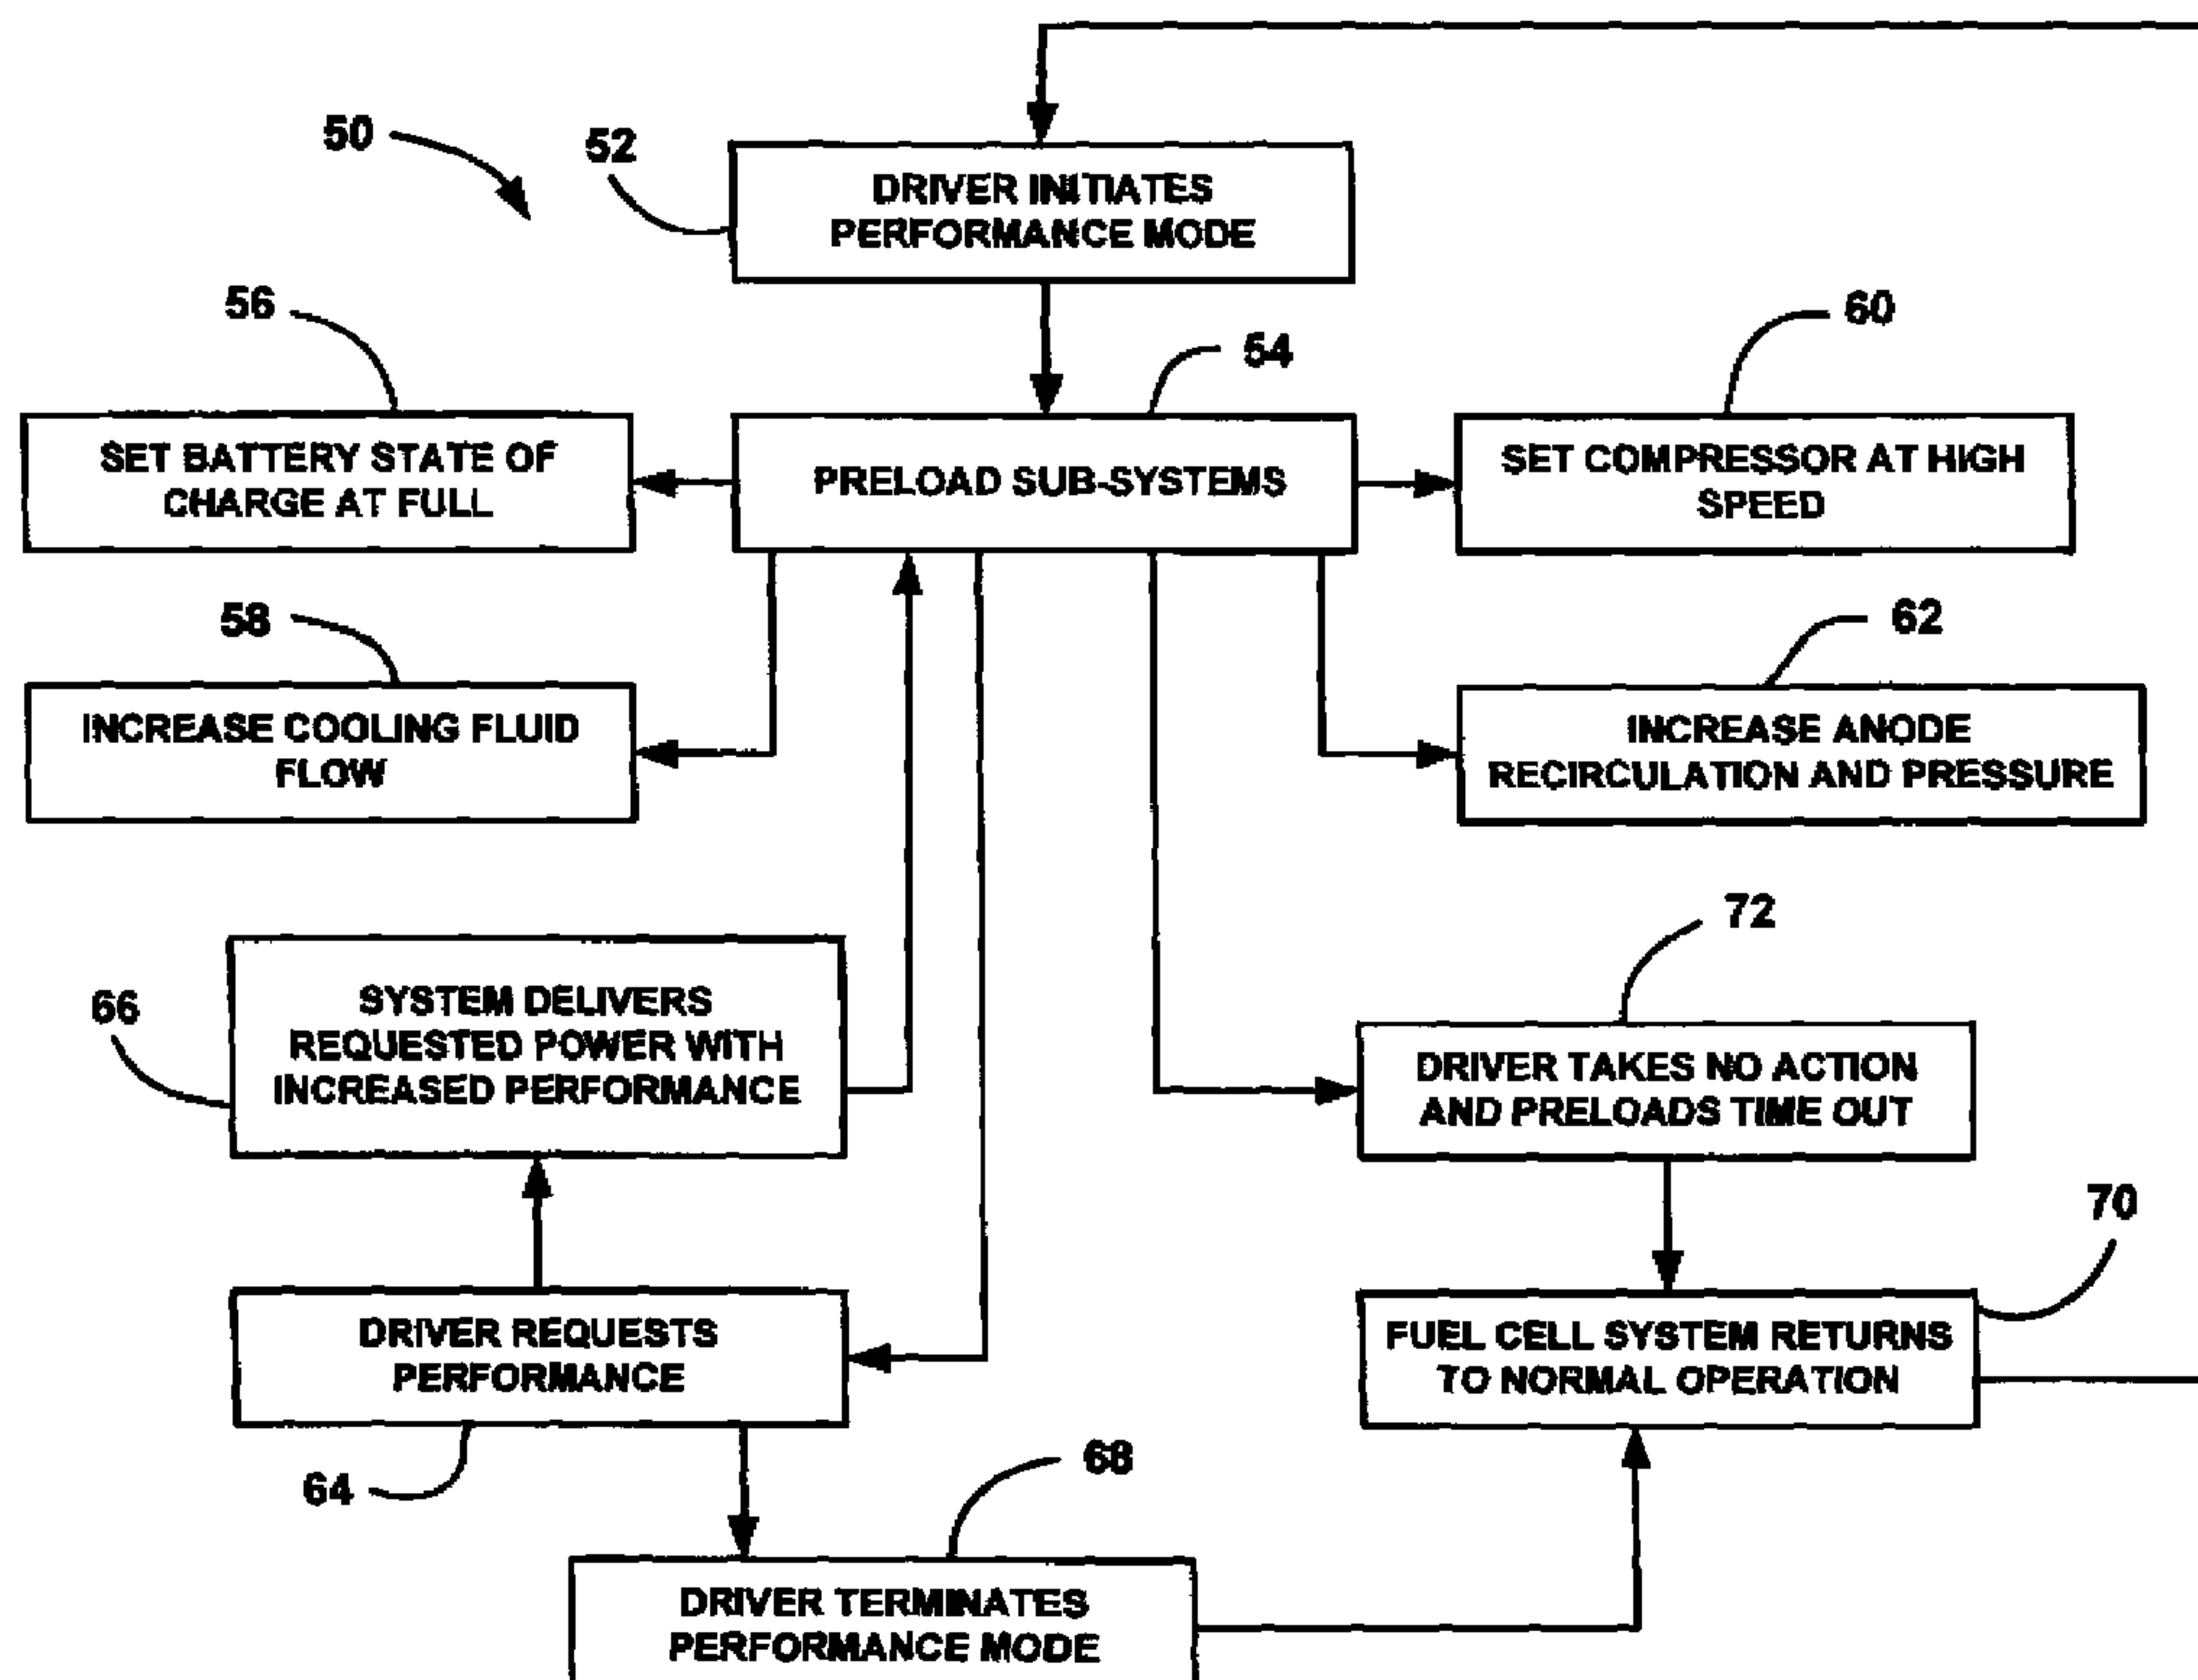 50
52
DRIVER INITIATES
PERFORMANCE MODE
56
54
60
SET BATTERY STATE OF
CHARGE AT FULL
PRELOAD SUB-SYSTEMS
SET COMPRESSOR AT HIGH
SPEED
58
62
INCREASE COOLING FLUID
FLOW
INCREASE ANODE
RECIRCULATION AND PRESSURE
66
SYSTEM DELIVERS
REQUESTED POWER WITH
INCREASED PERFORMANCE
72
DRIVER TAKES NO ACTION
AND PRELOADS TIME OUT
70
DRIVER REQUESTS
PERFORMANCE
FUEL CELL SYSTEM RETURNS
TO NORMAL OPERATION
64
68
DRIVER TERMINATES
PERFORMANCE MODE